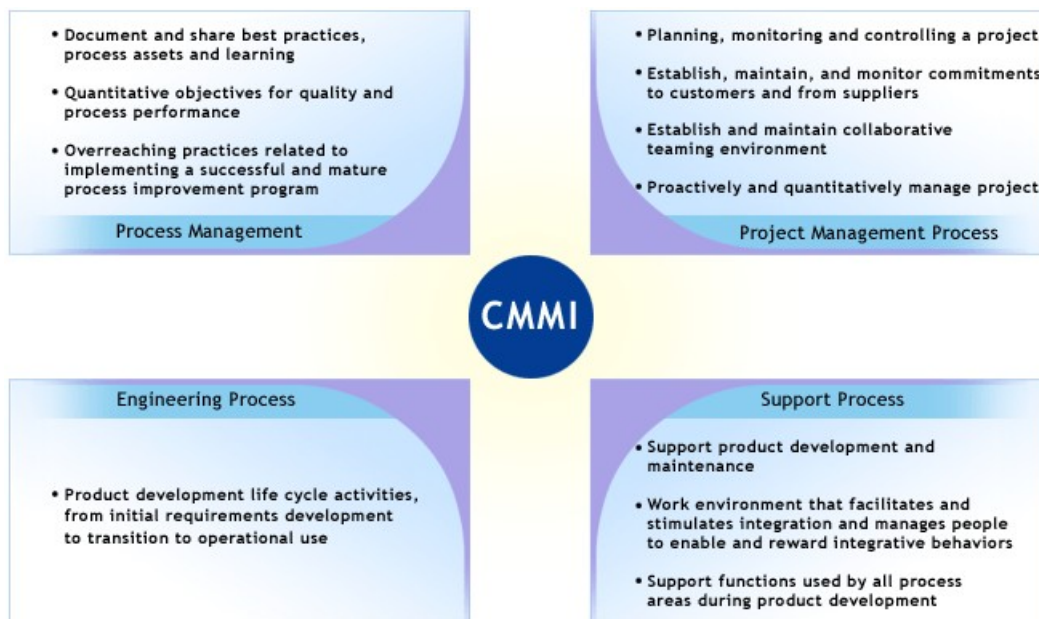 • Document and share best practices,
process assets and learning
• Quantitative objectives for quality and
process performance
• Overreaching practices related to
implementing a successful and mature
process improvement program
Process Management
• Planning, monitoring and controlling a project
• Establish, maintain, and monitor commitments
to customers and from suppliers
• Establish and maintain collaborative
teaming environment
• Proactively and quantitatively manage project
Project Management Process
CMMI
Engineering Process
• Product development life cycle activities,
from initial requirements development
to transition to operational use
Support Process
• Support product development and
maintenance
• Work environment that facilitates and
stimulates integration and manages people
to enable and reward integrative behaviors
• Support functions used by all process
areas during product development